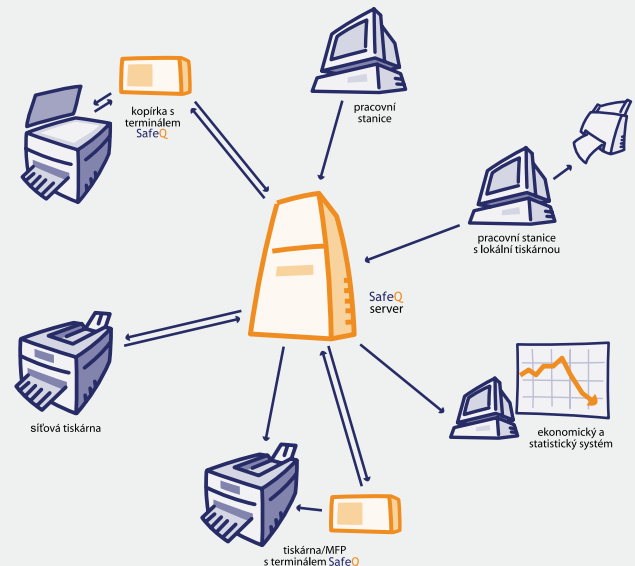 kopírka s
terminálem
SafeQ
pracovní
stanice
pracovní stanice
s lokální tiskárnou
SafeQ
server
síťová tiskárna
ekonomický a
statistický systém
tiskárna/MFP
s terminálem SafeQ